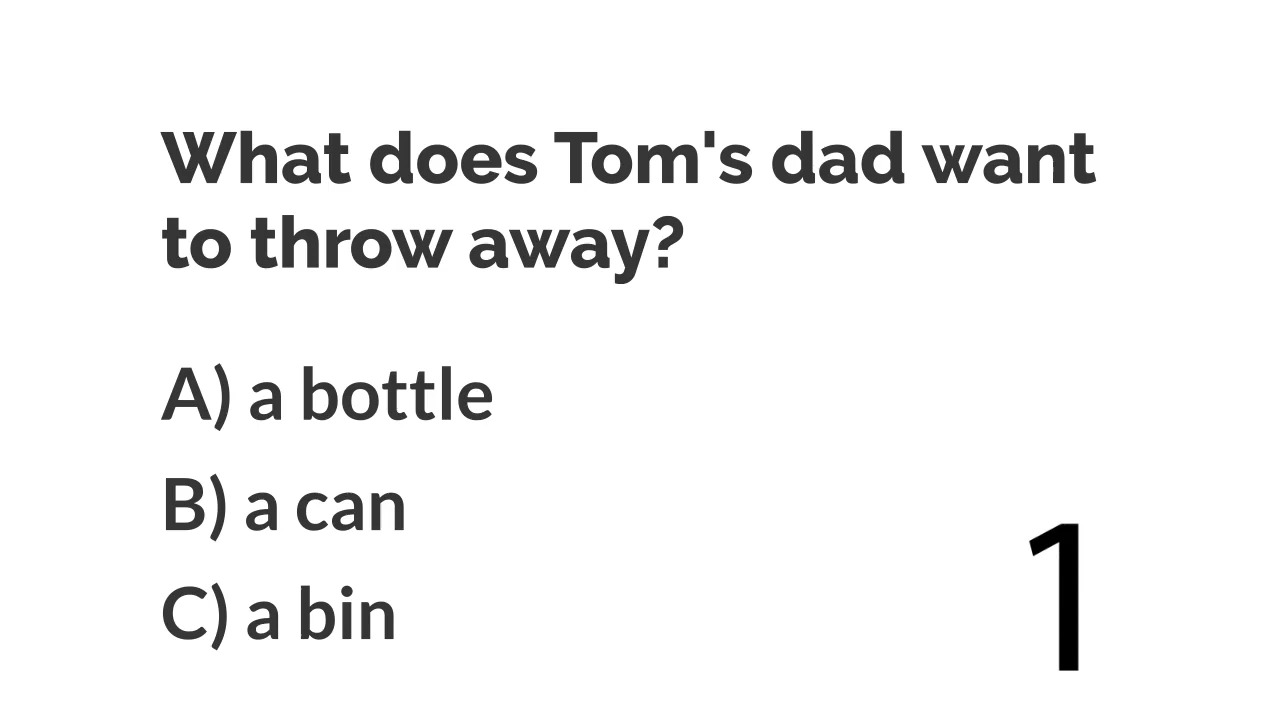 What does Tom's dad want
to throw away?
A) a bottle
B) a can
C) a bin
1